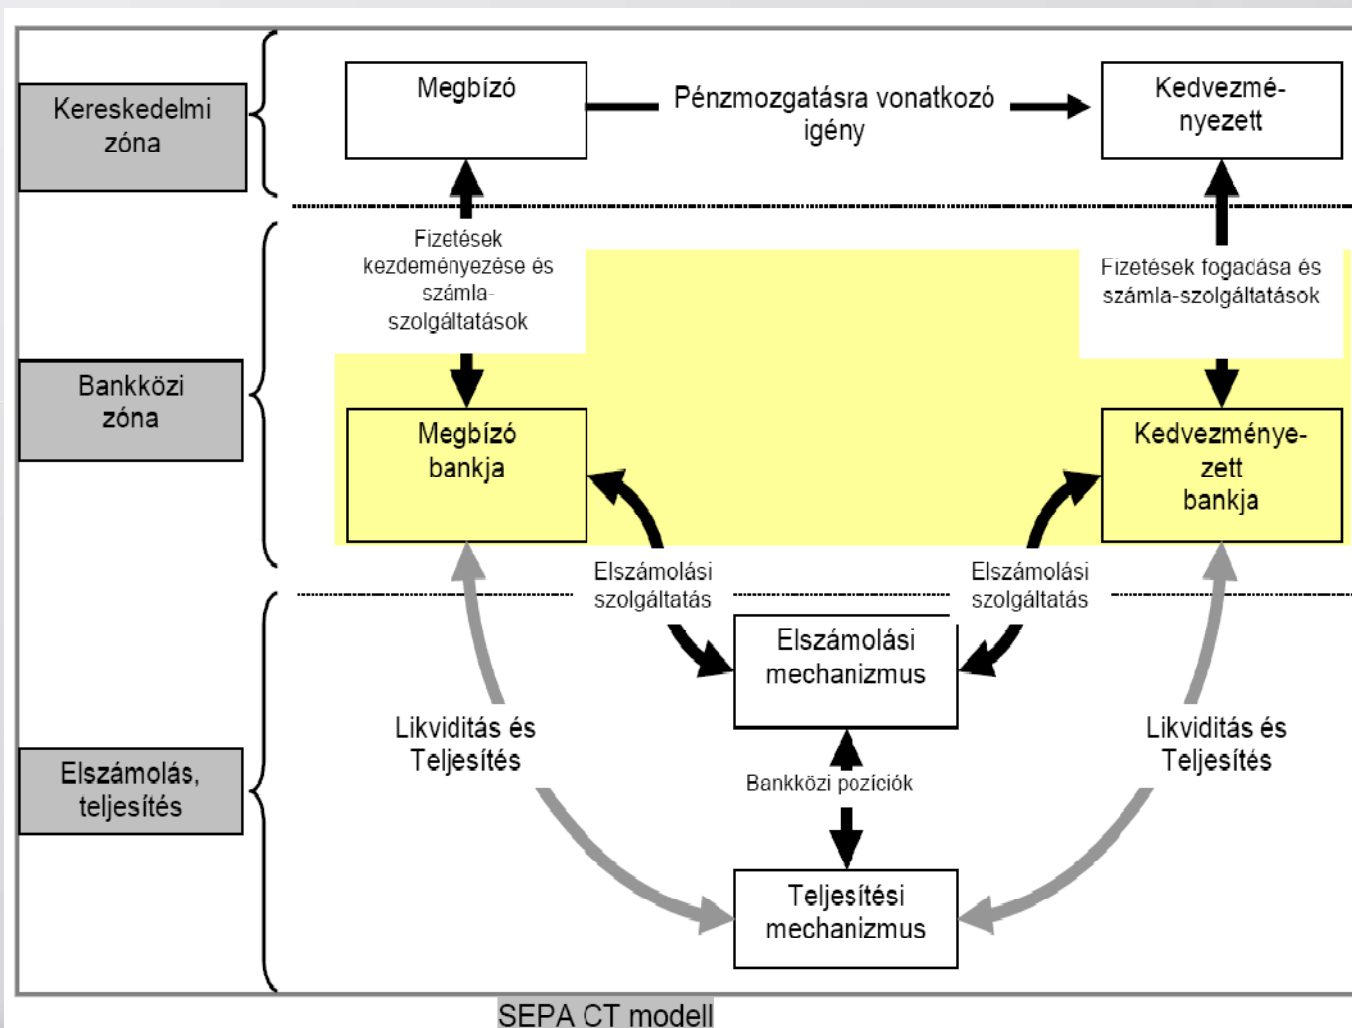 Kereskedelmi
zóna
Megbízó
Pénzmozgatásra vonatkozó
igény
Kedvezmé-
nyezett
Fizetések
kezdeményezése és
számla-
szolgáltatások
Fizetések fogadása és
számla-szolgáltatások
Bankközi
zóna
Megbízó
bankja
Kedvezménye-
zett
bankja
Elszámolási
szolgáltatás
Elszámolási
szolgáltatás
Elszámolási
mechanizmus
Likviditás és
Teljesítés
Likviditás és
Teljesítés
Elszámolás,
teljesítés
Bankközi pozíciók
Teljesítési
mechanizmus
SEPA CT modell